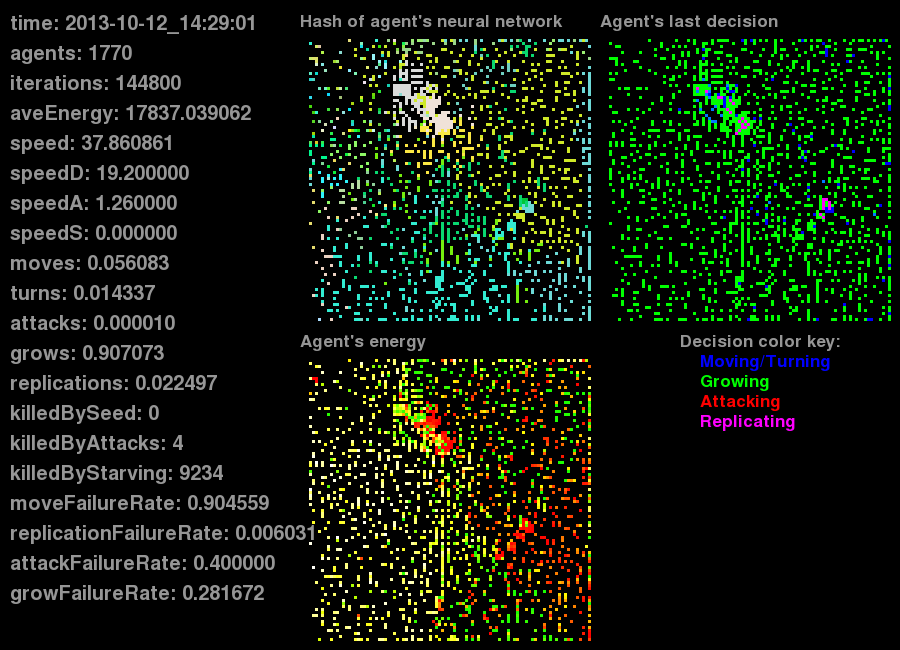 time: 2013-10-12_14:29:01
agents: 1770
iterations: 144800
aveEnergy: 17837.039062
speed: 37.860861
speedD: 19.200000
speedA: 1.260000
speedS: 0.000000
moves: 0.056083
turns: 0.014337
attacks: 0.000010
grows: 0.907073
replications: 0.022497
killedBySeed: 0
killedByAttacks: 4
killedByStarving: 9234
moveFailureRate: 0.904559
replicationFailureRate: 0.006031
attackFailureRate: 0.400000
growFailureRate: 0.281672
Hash of agent's neural network
Agent's last decision
Agent's energy
Decision color key:
Moving/Turning
Growing
Attacking
Replicating